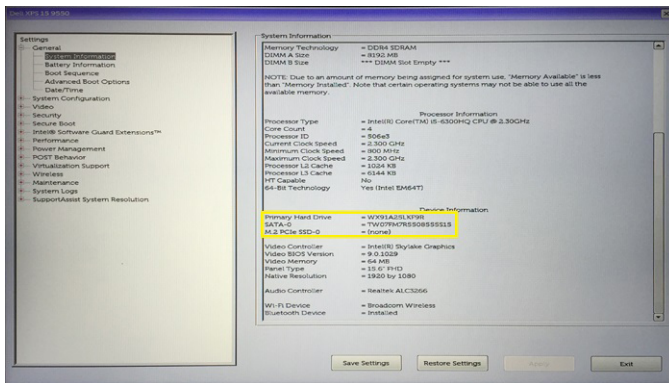 Dell XPS 15 9550
Settings
General
System Information
Battery Information
Boot Sequence
Advanced Boot Options
Date/Time
System Configuration
Video
Security
Secure Boot
Intel® Software Guard Extensions™
Performance
Power Management
POST Behavior
Virtualization Support
Wireless
Maintenance
System Logs
SupportAssist System Resolution
System Information
Memory Technology = DDR4 SDRAM
DIMM A Size = 8192 MB
DIMM B Size *** DIMM Slot Empty ***
NOTE: Due to an amount of memory being assigned for system use, "Memory Available" is less
than "Memory Installed". Note that certain operating systems may not be able to use all the
available memory.
Processor Information
Processor Type = Intel(R) Core(TM) i5-6300HQ CPU @ 2.30GHz
Core Count = 4
Processor ID = 506e3
Current Clock Speed = 2.300 GHz
Minimum Clock Speed = 800 MHz
Maximum Clock Speed = 2.300 GHz
Processor L2 Cache = 1024 KB
Processor L3 Cache = 6144 KB
HT Capable No
64-Bit Technology Yes (Intel EM64T)
Device Information
Primary Hard Drive = WX91A25LXF9R
SATA-0 = TW07FM7R5508555515
M.2 PCIe SSD-0 = (none)
Video Controller = Intel(R) Skylake Graphics
Video BIOS Version = 9.0.1029
Video Memory = 64 MB
Panel Type = 15.6" FHD
Native Resolution = 1920 by 1080
Audio Controller = Realtek ALC3266
Wi-Fi Device = Broadcom Wireless
Bluetooth Device = Installed
Save Settings Restore Settings Apply Exit